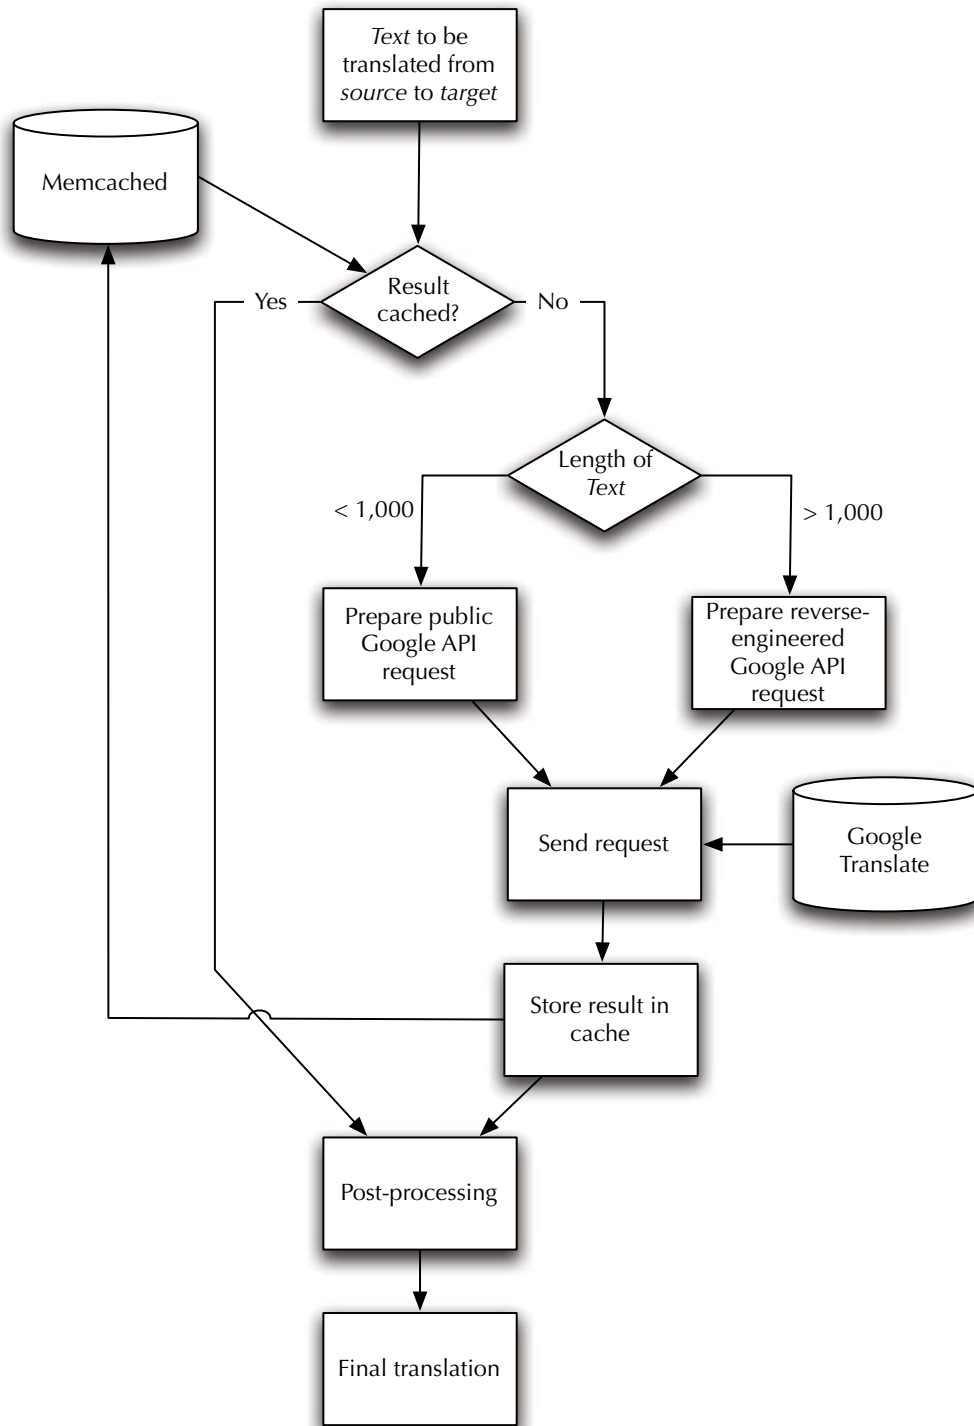 Text to be
translated from
source to target
Memcached
Result
cached?
Yes
No
Length of
Text
< 1,000
> 1,000
Prepare public
Google API
request
Prepare reverse-
engineered
Google API
request
Send request
Google
Translate
Store result in
cache
Post-processing
Final translation